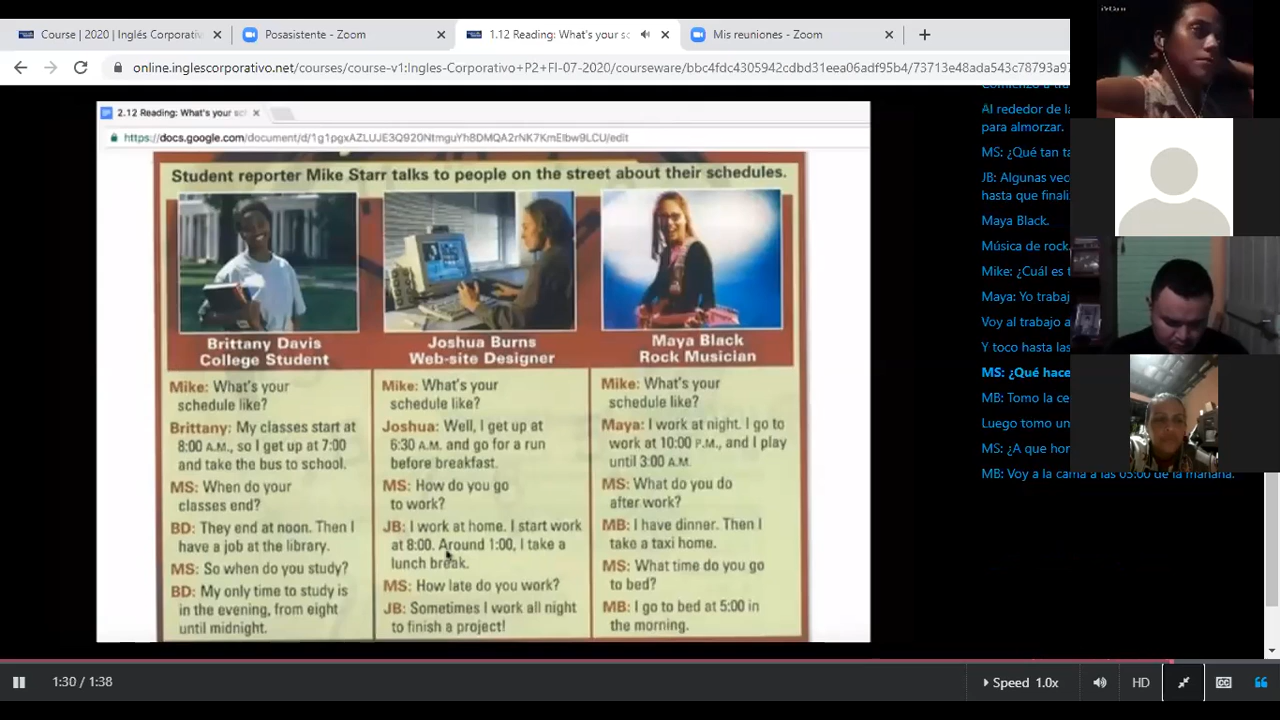 Course | 2020 | Inglés Corporativ
Posasistente - Zoom
1.12 Reading: What's your sc
Mis reuniones - Zoom
online.inglescorporativo.net/courses/course-v1:Ingles-Corporativo+P2+FI-07-2020/courseware/
2.12 Reading: What's your
https://docs.google.com/document/d/
Student reporter Mike Starr talks to people on the street about their schedules.
Brittany Davis
College Student
Mike: What's your
schedule like?
Brittany: My classes start at
8:00 A.M., so I get up at 7:00
and take the bus to school.
MS: When do your
classes end?
BD: They end at noon. Then I
have a job at the library.
MS: So when do you study?
BD: My only time to study is
in the evening, from eight
until midnight.
Joshua Burns
Web-site Designer
Mike: What's your
schedule like?
Joshua: Well, I get up at
6:30 A.M. and go for a run
before breakfast.
MS: How do you go
to work?
JB: I work at home. I start work
at 8:00. Around 1:00, I take a
lunch break.
MS: How late do you work?
JB: Sometimes I work all night
to finish a project!
Maya Black
Rock Musician
Mike: What's your
schedule like?
Maya: I work at night. I go to
work at 10:00 P.M., and I play
until 3:00 A.M.
MS: What do you do
after work?
MB: I have dinner. Then I
take a taxi home.
MS: What time do you go
to bed?
MB: I go to bed at 5:00 in
the morning.
Al rededor de la
para almorzar.
MS: ¿Qué tan ta
JB: Algunas vec
hasta que finali
Maya Black.
Música de rock
Mike: ¿Cuál es t
Maya: Yo trabaj
Voy al trabajo a
Y toco hasta las
MS: ¿Qué hace
MB: Tomo la ce
Luego tomo un
MS: ¿A que hor
MB: Voy a la cama a las 05:00 de la mañana.
1:30 / 1:38
Speed 1.0x
HD
CC